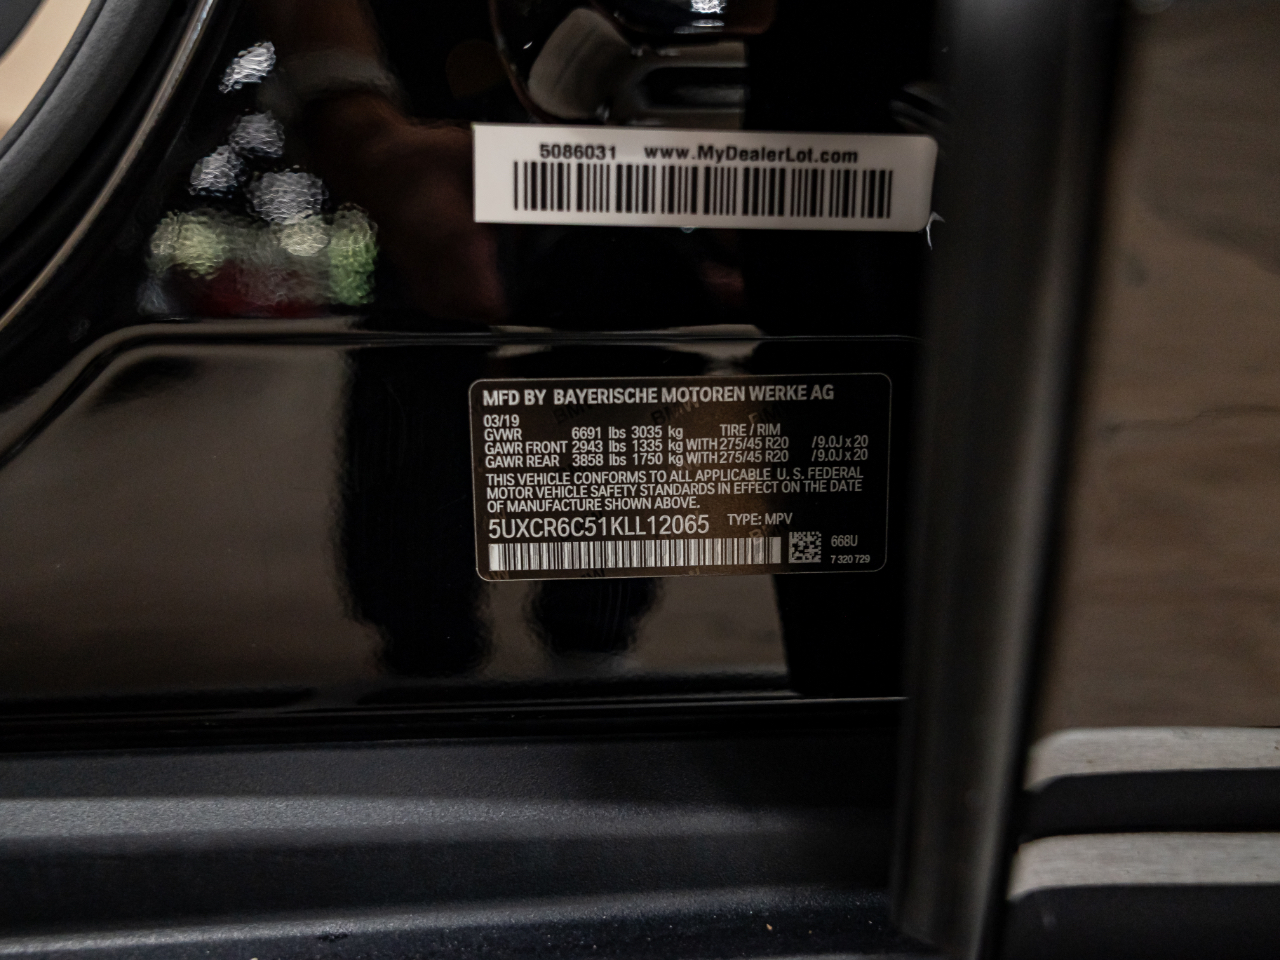 5086031 www.MyDealerLot.com
MFD BY BAYERISCHE MOTOREN WERKE AG
03/19
GVWR 6691 lbs 3035 kg TIRE / RIM
GAWR FRONT 2943 lbs 1335 kg WITH 275/45 R20 /9.0J x 20
GAWR REAR 3858 lbs 1750 kg WITH 275/45 R20 /9.0J x 20
THIS VEHICLE CONFORMS TO ALL APPLICABLE U.S. FEDERAL
MOTOR VEHICLE SAFETY STANDARDS IN EFFECT ON THE DATE
OF MANUFACTURE SHOWN ABOVE.
5UXCR6C51KLL12065 TYPE: MPV
668U
7 320 729